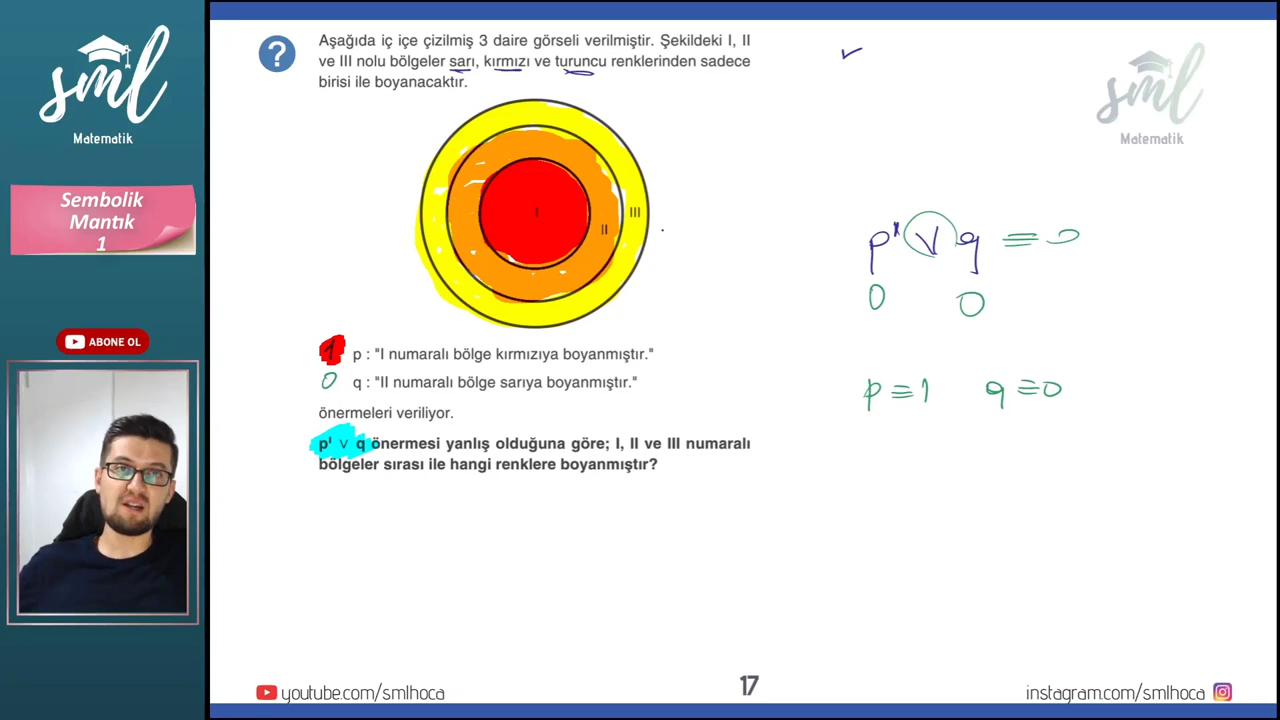 sml
Matematik
Sembolik
Mantık
1
ABONE OL
?
Aşağıda iç içe çizilmiş 3 daire görseli verilmiştir. Şekildeki I, II
ve III nolu bölgeler sarı, kırmızı ve turuncu renklerinden sadece
birisi ile boyanacaktır.
I
II
III
1 p : "I numaralı bölge kırmızıya boyanmıştır."
0 q : "II numaralı bölge sarıya boyanmıştır."
önermeleri veriliyor.
p' ∨ q önermesi yanlış olduğuna göre; I, II ve III numaralı
bölgeler sırası ile hangi renklere boyanmıştır?
sml
Matematik
p' ∨ q ≡ 0
0 0
p ≡ 1 q ≡ 0
youtube.com/smlhoca
17
instagram.com/smlhoca